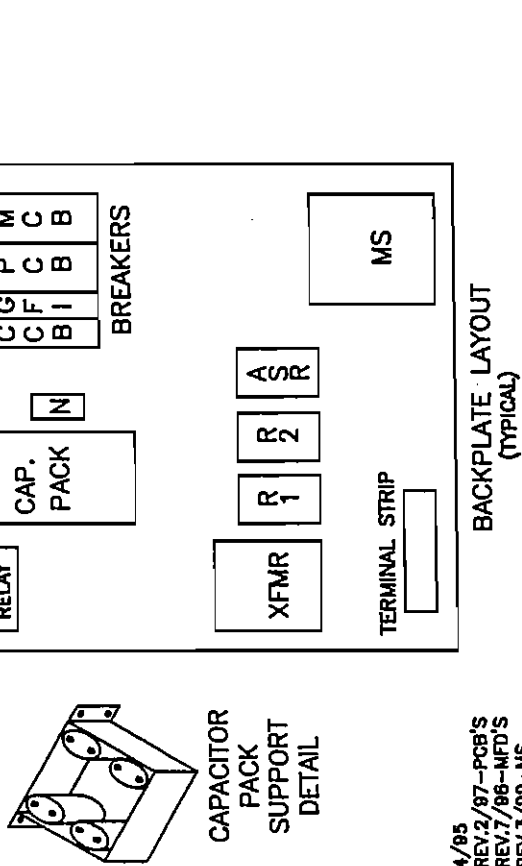 RELAY
CAP.
PACK
N
C
C
B
G
F
I
P
C
B
M
C
B
BREAKERS
XFMR
R
1
R
2
A
S
R
MS
TERMINAL STRIP
BACKPLATE LAYOUT
(TYPICAL)
CAPACITOR
PACK
SUPPORT
DETAIL
4/95
REV.2/97-PCB'S
REV.7/98-MFD'S